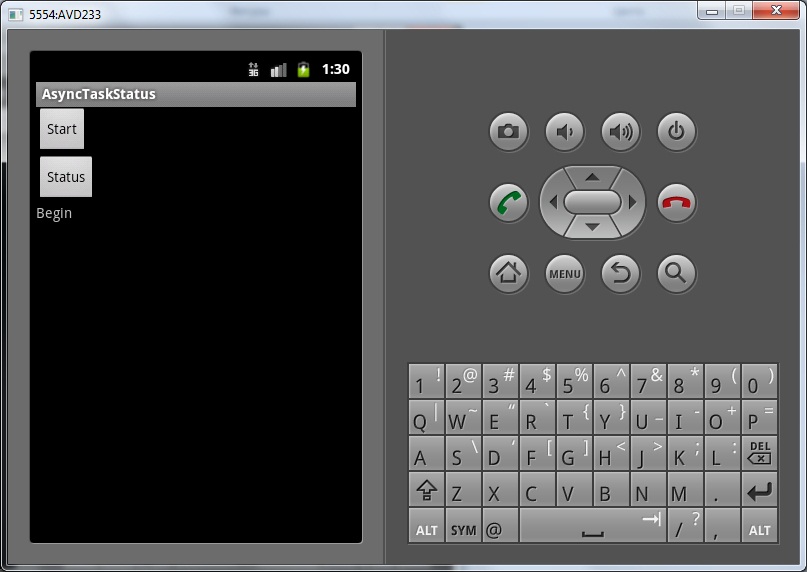 5554:AVD233
3G 1:30
AsyncTaskStatus
Start
Status
Begin
MENU
1 ! 2 @ 3 # 4 $ 5 % 6 ^ 7 & 8 * 9 ( 0 )
Q | W ~ E “ R ` T { Y } U _ I - O + P =
A S \ D ‘ F [ G ] H < J > K ; L : DEL
Z X C V B N M .
ALT SYM @ / ? , ALT